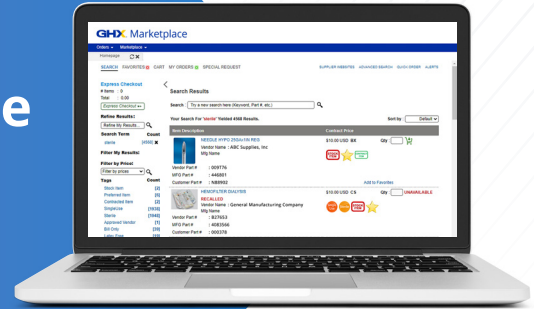 e
GHX. Marketplace
Orders Marketplace
Homepage
SEARCH FAVORITES CART MY ORDERS SPECIAL REQUEST
SUPPLIER WEBSITES ADVANCED SEARCH QUICK ORDER ALERTS
Express Checkout
# Items : 0
Total : 0.00
Express Checkout
Refine Results:
Refine My Results...
Search Term Count
sterile [4568] X
Filter My Results:
Filter by Price:
Filter by prices
Tags Count
Stock Item
Preferred Item
Contracted Item
SingleUse
Sterile
Approved Vendor
Bill Only
Latex Free
Search Results
Search : Try a new search here (Keyword, Part #, etc.)
Your Search For "sterile" Yielded 4568 Results.
Sort by : Default
Item Description Contract Price
NEEDLE HYPO 20GA1IN REG
Vendor Name : ABC Supplies, Inc
Mfg Name
Vendor Part # : 009776
MFG Part # : 446801
Customer Part # : N88902
$10.00 USD BX Qty :
Add to Favorites
HEMOFILTER DIALYSIS
RECALLED
Vendor Name : General Manufacturing Company
Mfg Name
Vendor Part # : B27653
MFG Part # : 4083566
Customer Part # : 000378
$10.00 USD CS Qty : UNAVAILABLE